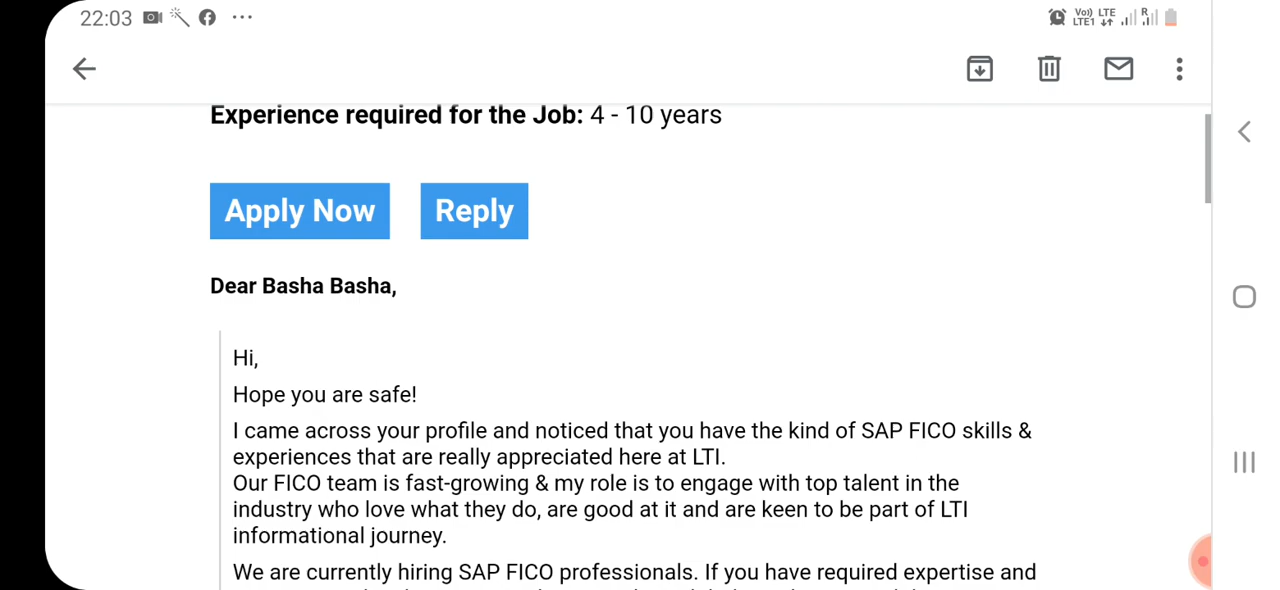 22:03
Vo)) LTE R
LTE1
Experience required for the Job: 4 - 10 years
Apply Now Reply
Dear Basha Basha,
Hi,
Hope you are safe!
I came across your profile and noticed that you have the kind of SAP FICO skills &
experiences that are really appreciated here at LTI.
Our FICO team is fast-growing & my role is to engage with top talent in the
industry who love what they do, are good at it and are keen to be part of LTI
informational journey.
We are currently hiring SAP FICO professionals. If you have required expertise and